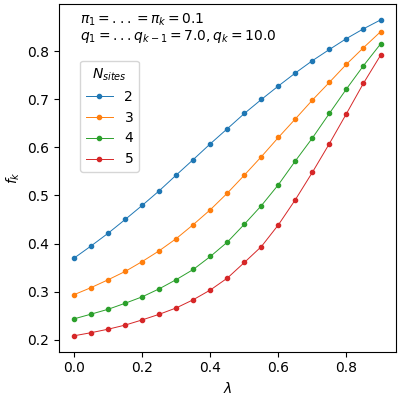 π₁ = ... = πₖ = 0.1
q₁ = ...qₖ₋₁ = 7.0, qₖ = 10.0
N_sites
2
3
4
5
fₖ
0.8
0.7
0.6
0.5
0.4
0.3
0.2
0.0 0.2 0.4 0.6 0.8
λ